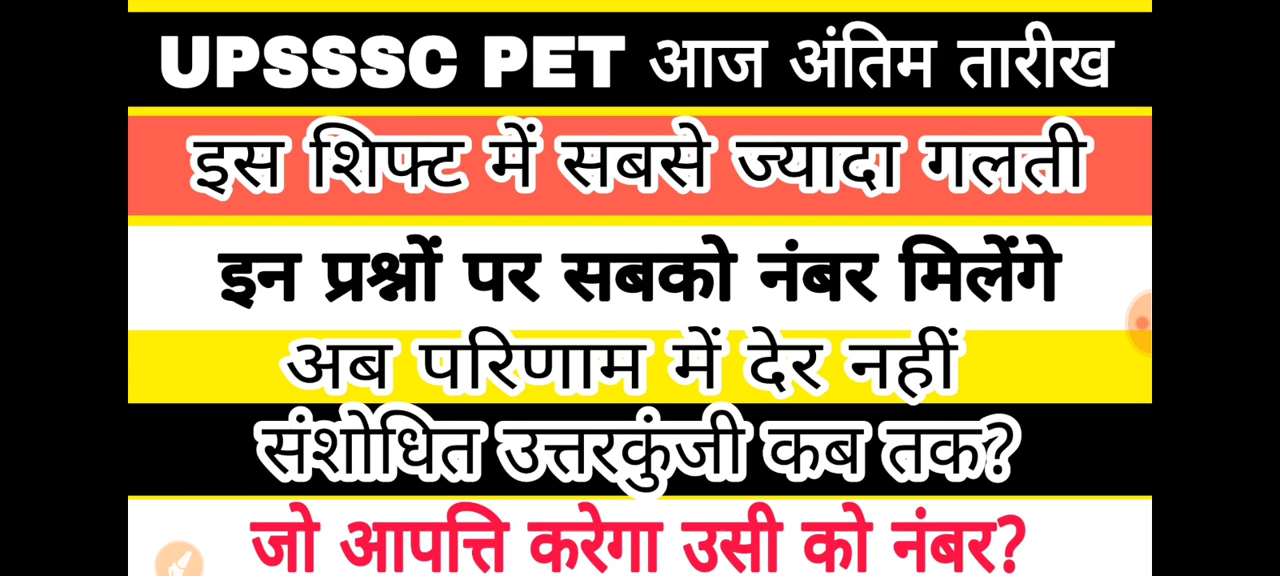 UPSSSC PET आज अंतिम तारीख
इस शिफ्ट में सबसे ज्यादा गलती
इन प्रश्नों पर सबको नंबर मिलेंगे
अब परिणाम में देर नहीं
संशोधित उत्तरकुंजी कब तक?
जो आपत्ति करेगा उसी को नंबर?